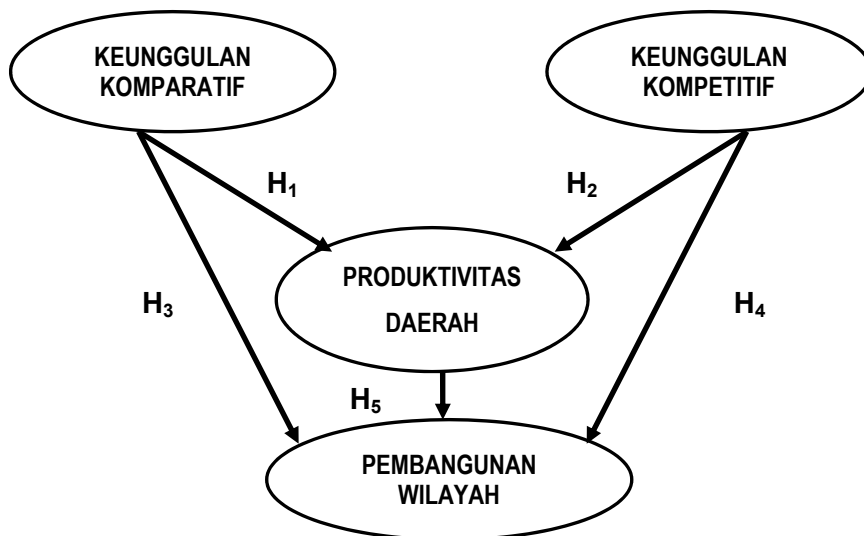 KEUNGGULAN
KOMPARATIF
KEUNGGULAN
KOMPETITIF
H₁
H₂
PRODUKTIVITAS
DAERAH
H₃
H₄
H₅
PEMBANGUNAN
WILAYAH